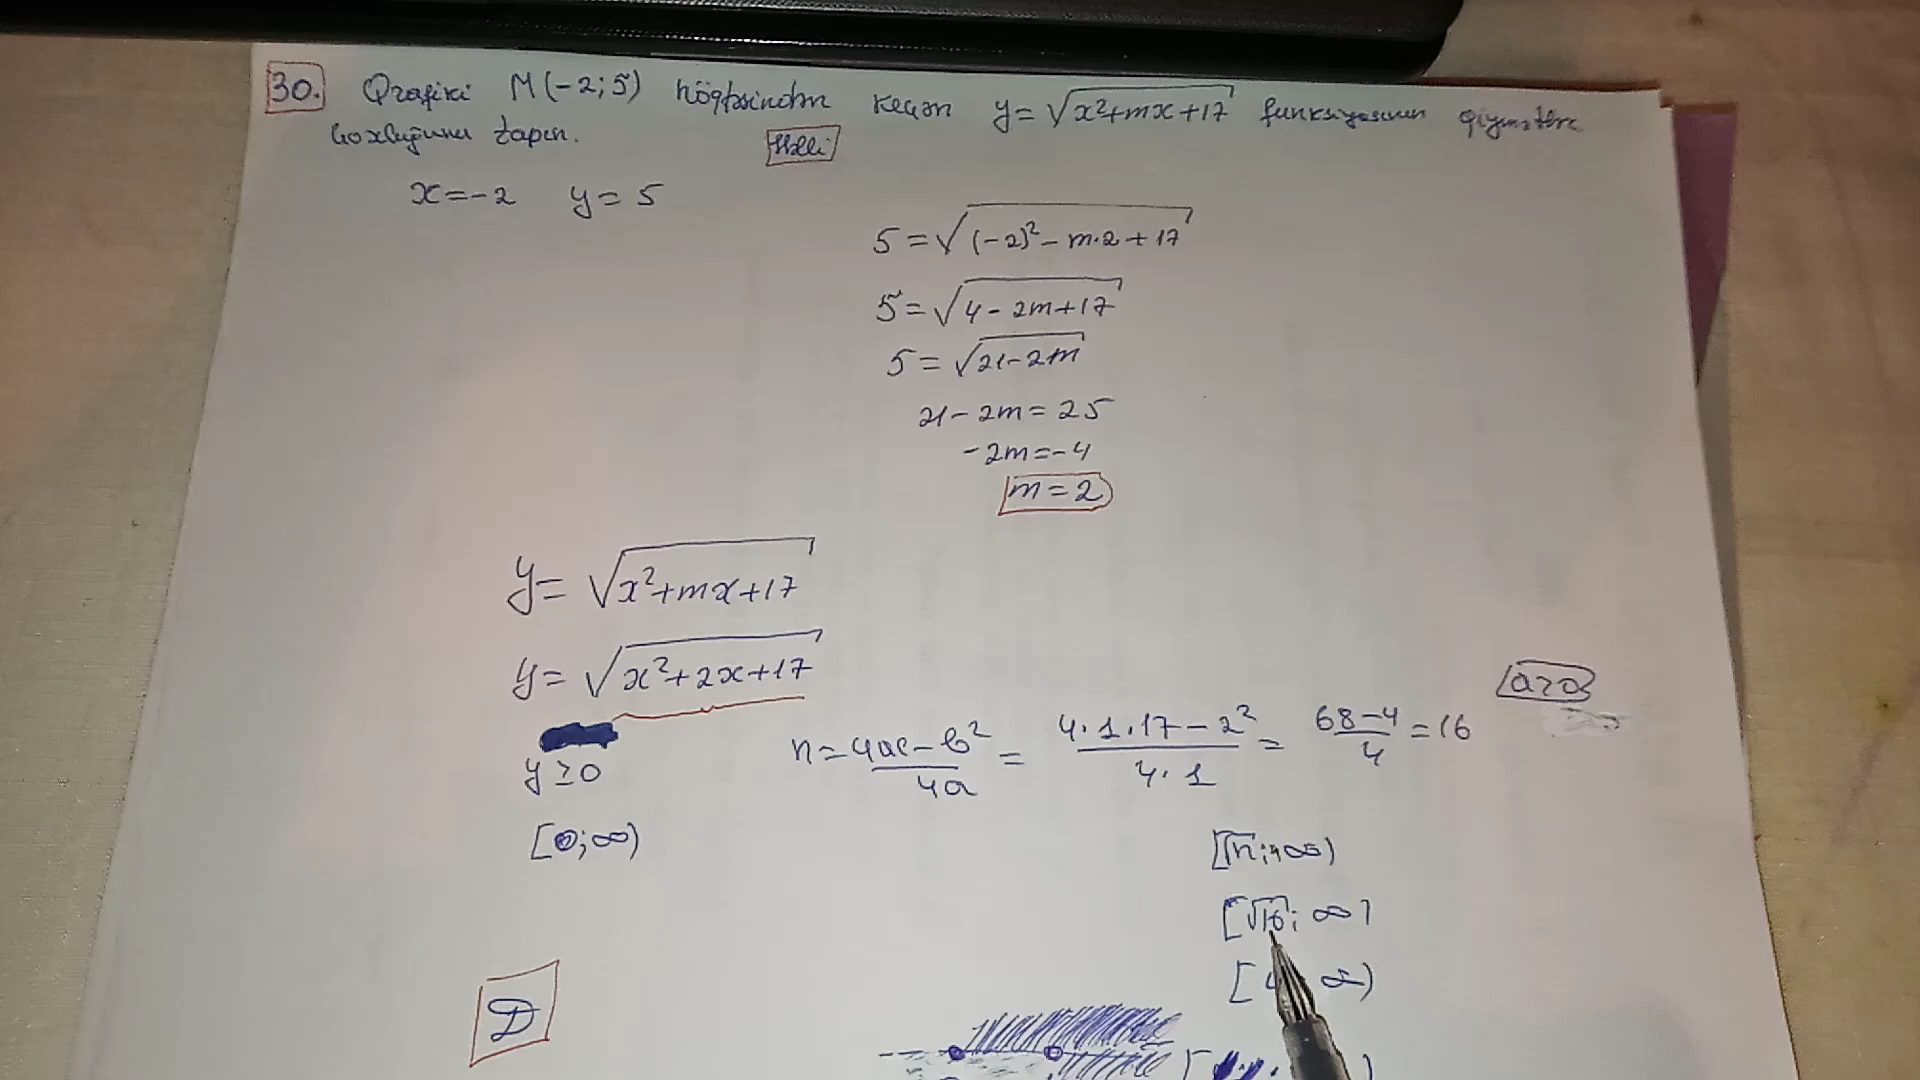 30. Qrafiki M(-2;5) nöqtəsindən keçən y=√(x²+mx+17) funksiyasının qiymətlər
çoxluğunu tapın.
Həlli
x=-2 y=5
5=√((-2)²-m·2+17)
5=√(4-2m+17)
5=√(21-2m)
21-2m=25
-2m=-4
m=2
y=√(x²+mx+17)
y=√(x²+2x+17)
a>0
n=(4ac-b²)/(4a)=(4·1·17-2²)/(4·1)=(68-4)/4=16
y≥0
[0;∞)
[√n;+∞)
[√16;∞)
∞)
D